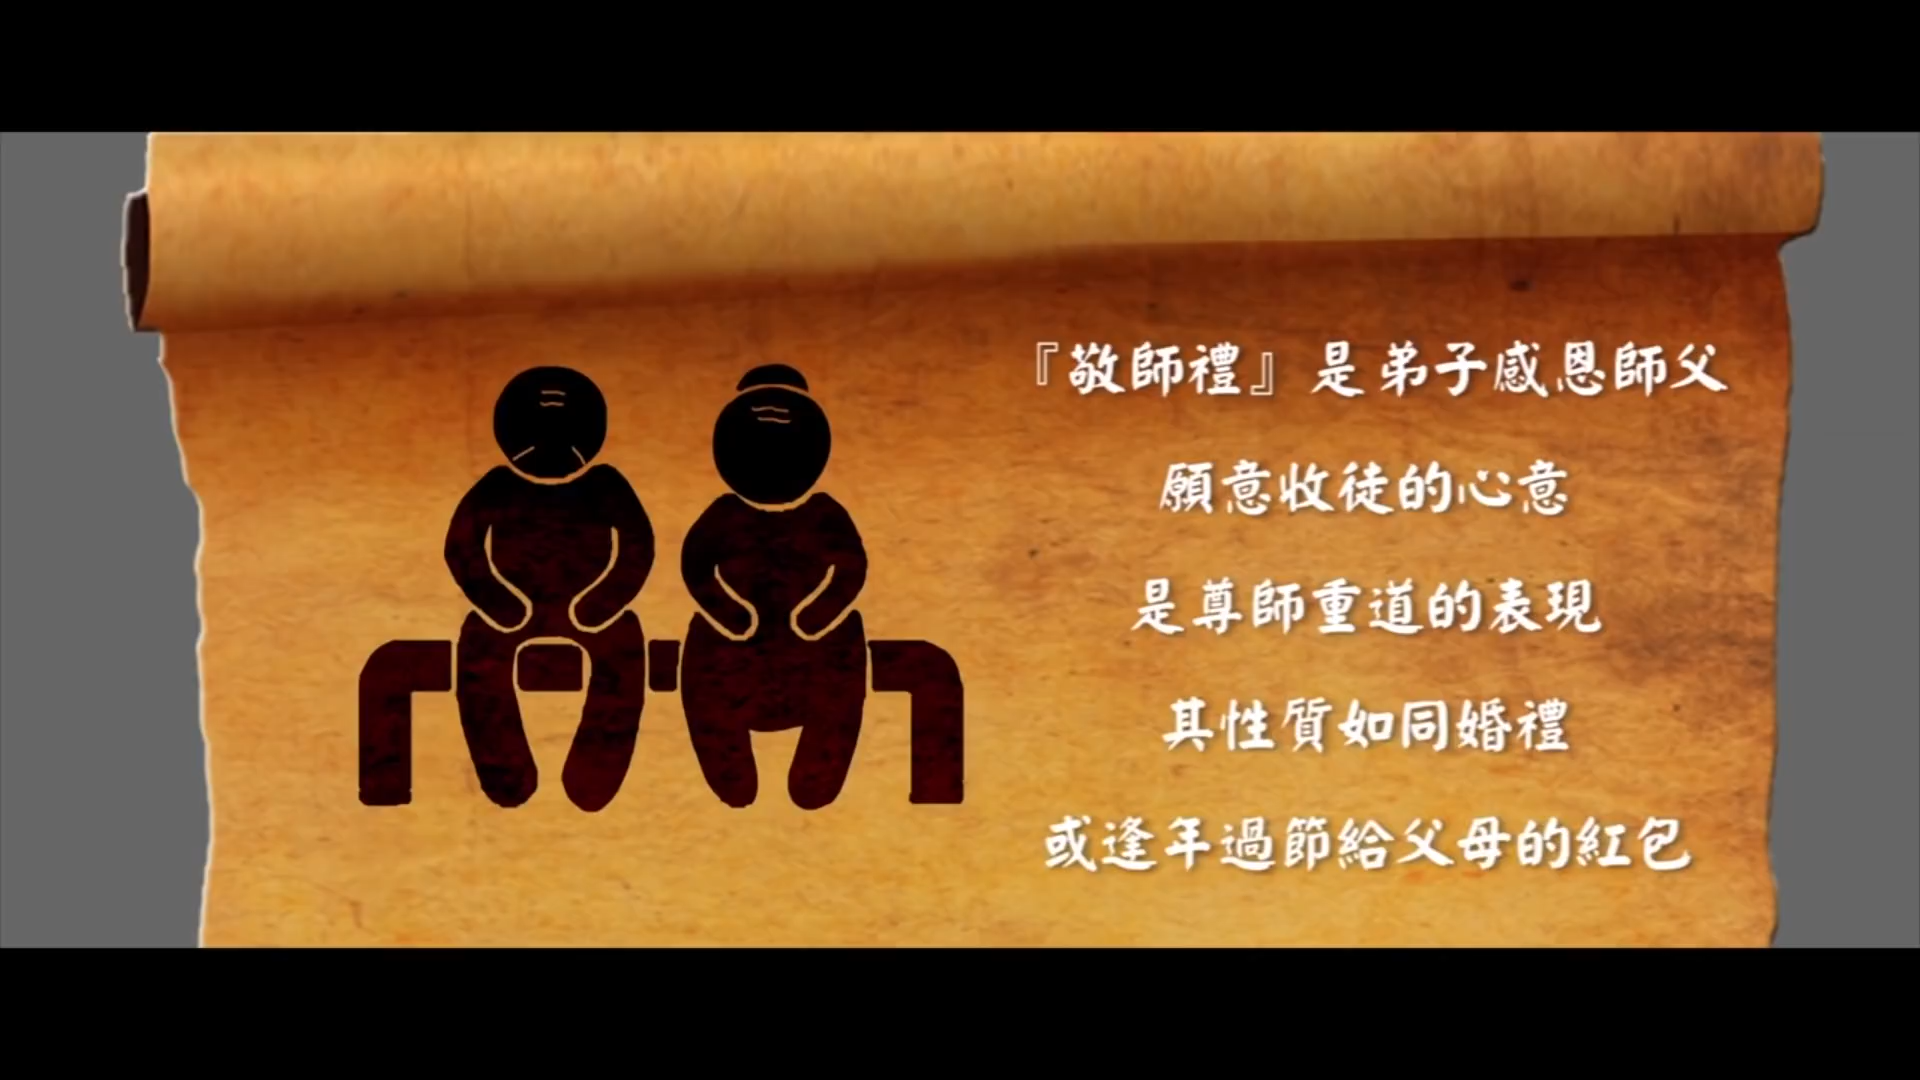 『敬師禮』是弟子感恩師父
願意收徒的心意
是尊師重道的表現
其性質如同婚禮
或逢年過節給父母的紅包